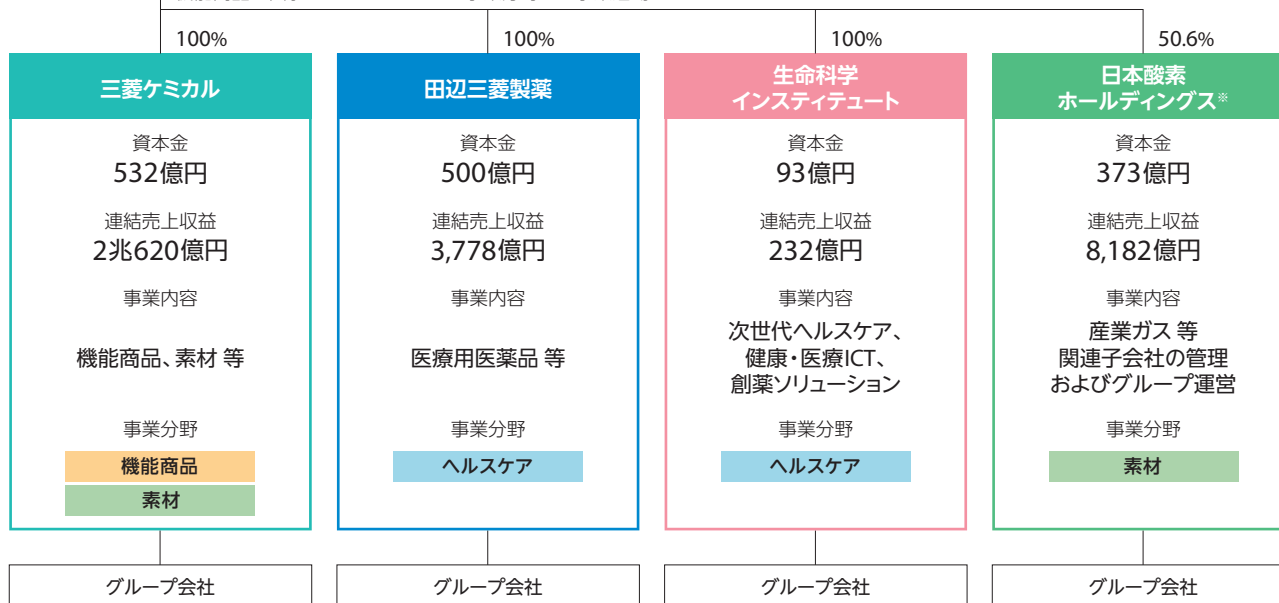 100%
三菱ケミカル
資本金
532億円
連結売上収益
2兆620億円
事業内容
機能商品、素材 等
事業分野
機能商品
素材
グループ会社
100%
田辺三菱製薬
資本金
500億円
連結売上収益
3,778億円
事業内容
医療用医薬品 等
事業分野
ヘルスケア
グループ会社
100%
生命科学
インスティテュート
資本金
93億円
連結売上収益
232億円
事業内容
次世代ヘルスケア、
健康・医療ICT、
創薬ソリューション
事業分野
ヘルスケア
グループ会社
50.6%
日本酸素
ホールディングス※
資本金
373億円
連結売上収益
8,182億円
事業内容
産業ガス 等
関連子会社の管理
およびグループ運営
事業分野
素材
グループ会社